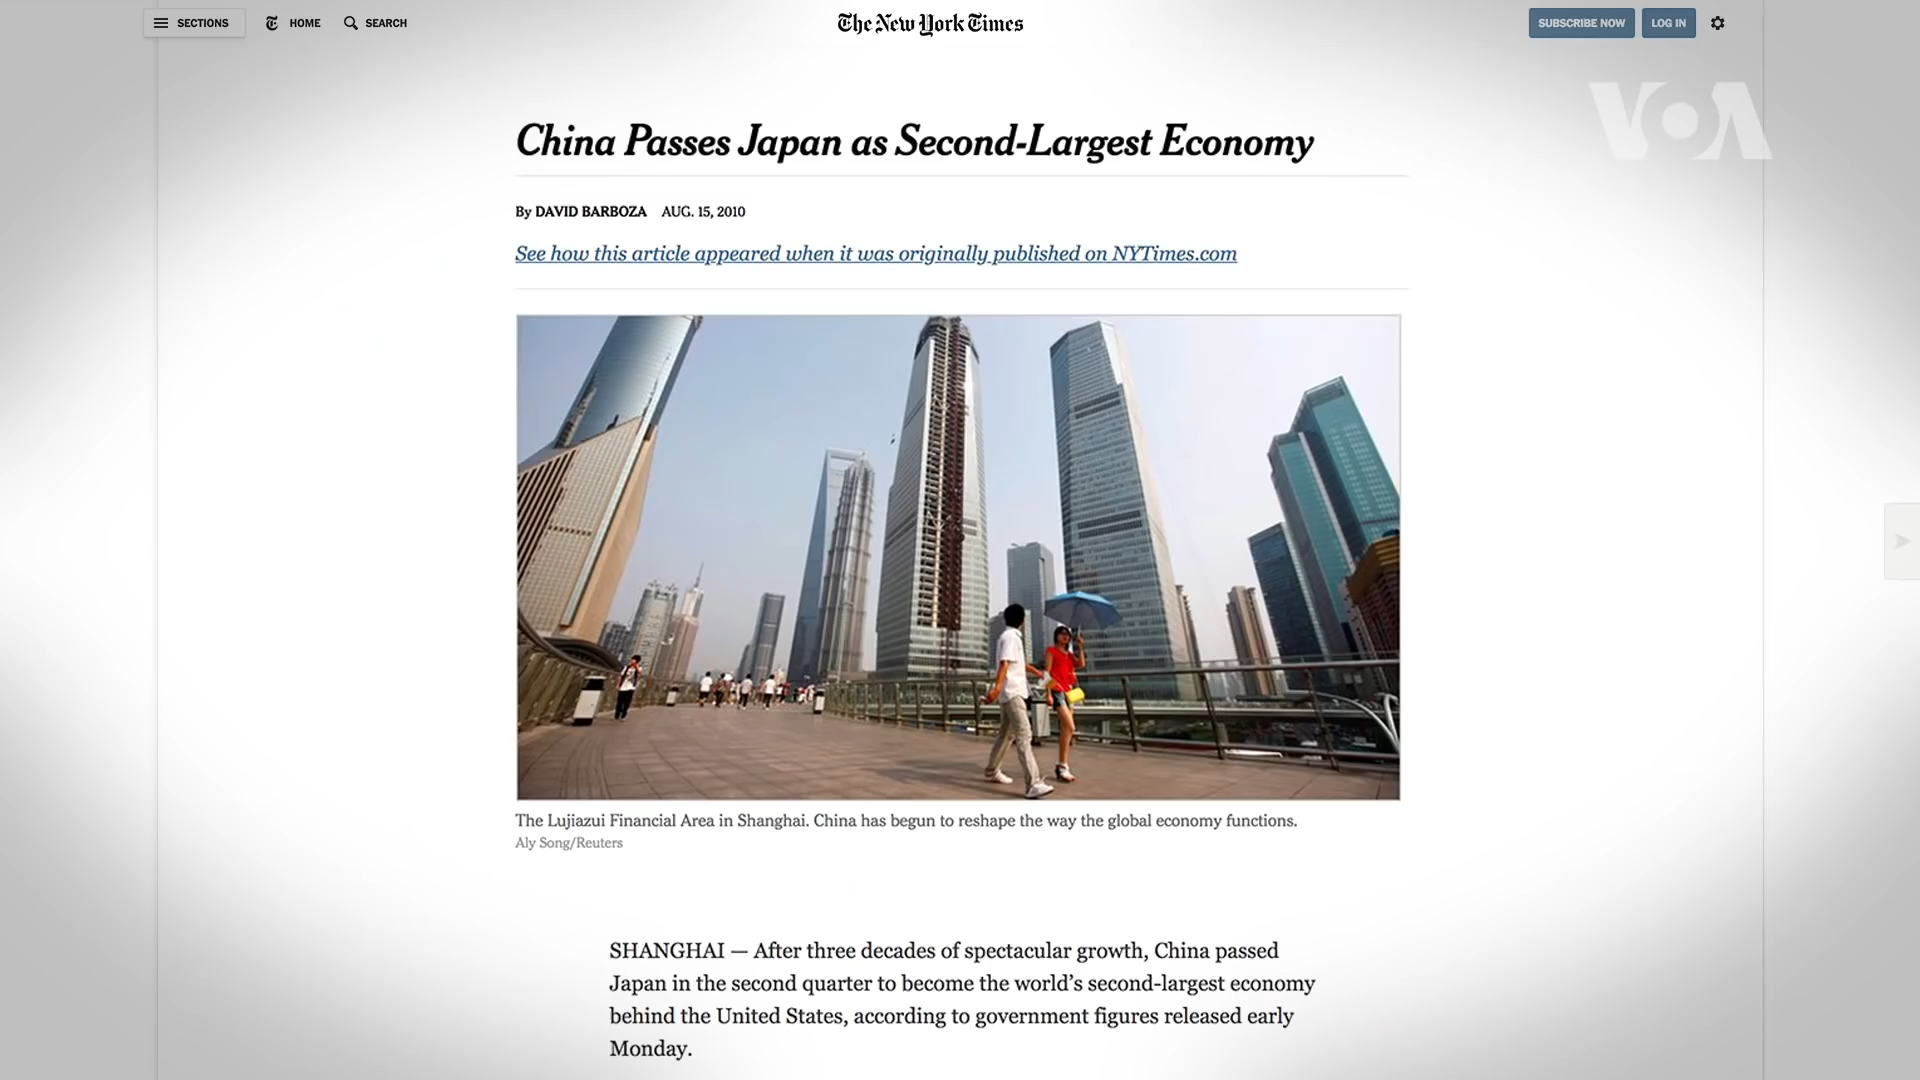 SECTIONS HOME SEARCH The New York Times SUBSCRIBE NOW LOG IN
VOA
China Passes Japan as Second-Largest Economy
By DAVID BARBOZA AUG. 15, 2010
See how this article appeared when it was originally published on NYTimes.com
The Lujiazui Financial Area in Shanghai. China has begun to reshape the way the global economy functions.
Aly Song/Reuters
SHANGHAI — After three decades of spectacular growth, China passed
Japan in the second quarter to become the world’s second-largest economy
behind the United States, according to government figures released early
Monday.